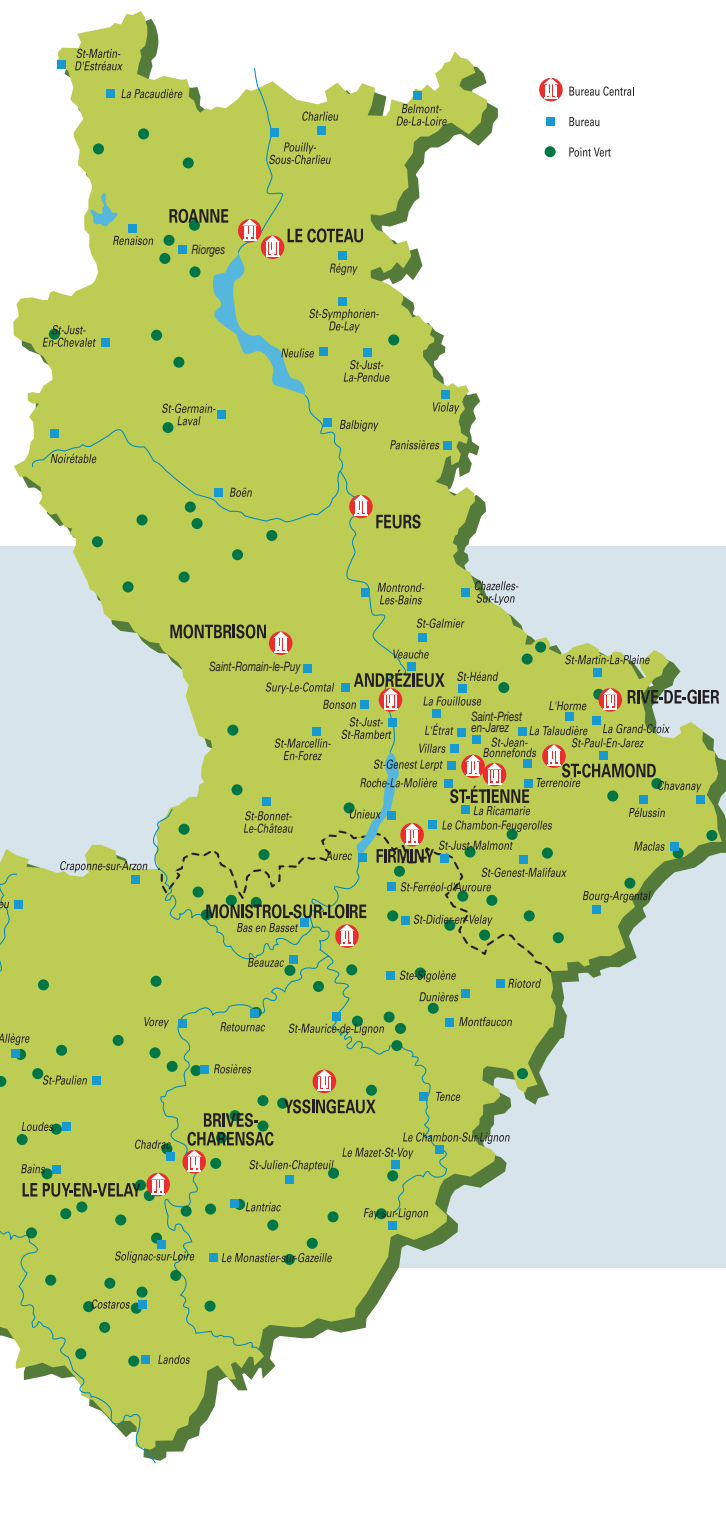 St-Martin-
D'Estréaux
La Pacaudière
Charlieu
Belmont-
De-La-Loire
Bureau Central
Bureau
Point Vert
Pouilly-
Sous-Charlieu
ROANNE
LE COTEAU
Renaison
Riorges
Régny
St-Symphorien-
De-Lay
St-Just-
En-Chevalet
Neulise
St-Just-
La-Pendue
St-Germain-
Laval
Balbigny
Violay
Panissières
Noirétable
Boën
FEURS
Montrond-
Les-Bains
Chazelles-
Sur-Lyon
MONTBRISON
St-Galmier
Veauche
Saint-Romain-le-Puy
ANDRÉZIEUX
St-Héand
St-Martin-La-Plaine
Sury-Le-Comtal
Bonson
La Fouillouse
L'Horme
RIVE-DE-GIER
St-Just-
St-Rambert
L'Étrat
Saint-Priest
en-Jarez
La Talaudière
La Grand-Croix
St-Marcellin-
En-Forez
Villars
St-Jean-
Bonnefonds
St-Paul-En-Jarez
St-Genest Lerpt
ST-CHAMOND
Roche-La-Molière
ST-ETIENNE
Terrenoire
Chavanay
St-Bonnet-
Le-Château
Unieux
La Ricamarie
Pélussin
Le Chambon-Feugerolles
Aurec
FIRMINY
St-Just-Malmont
Maclas
Craponne-sur-Arzon
St-Genest-Malifaux
St-Ferréol-d'Auroure
Bourg-Argental
eu
MONISTROL-SUR-LOIRE
Bas en Basset
St-Didier-en-Velay
Beauzac
Ste-Sigolène
Riotord
Dunières
Vorey
Retournac
St-Maurice-de-Lignon
Montfaucon
Allègre
Rosières
St-Paulien
YSSINGEAUX
Tence
Loudes
BRIVES-
CHARENSAC
Chadrac
Le Chambon-Sur-Lignon
Le Mazet-St-Voy
Bains
St-Julien-Chapteuil
LE PUY-EN-VELAY
Lantriac
Fay-sur-Lignon
Solignac-sur-Loire
Le Monastier-sur-Gazeille
Costaros
Landos